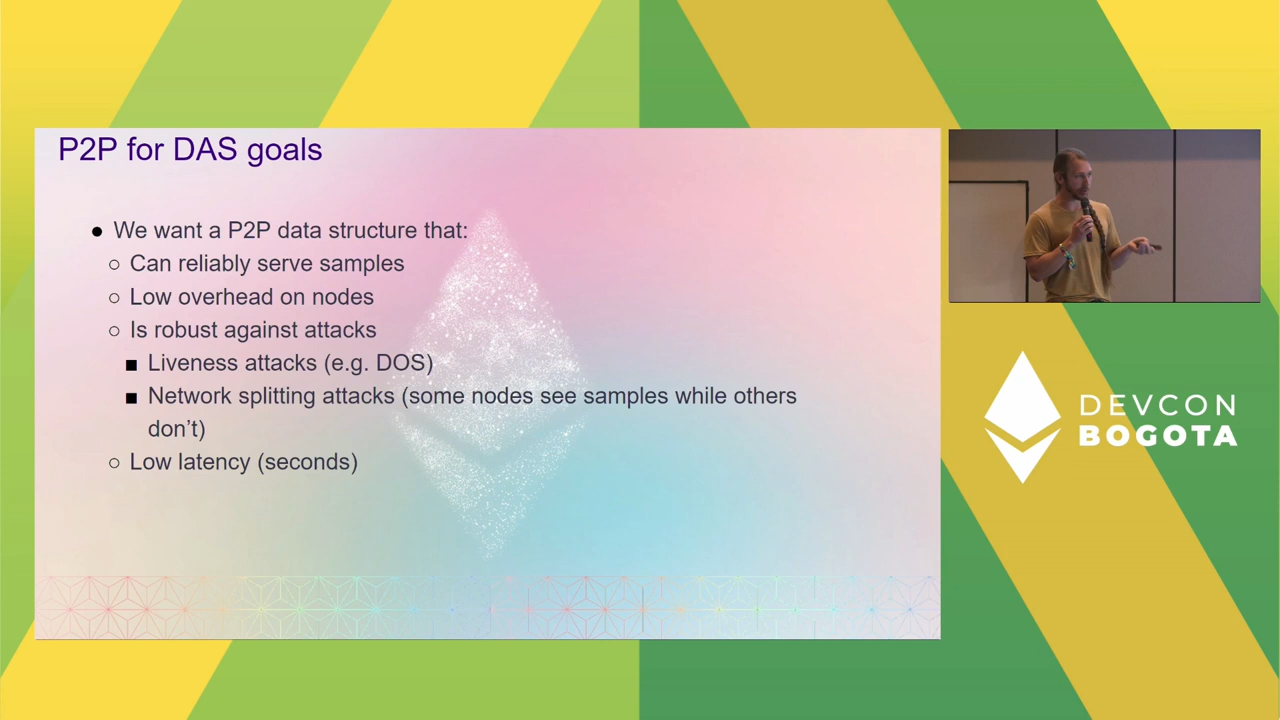 P2P for DAS goals
● We want a P2P data structure that:
○ Can reliably serve samples
○ Low overhead on nodes
○ Is robust against attacks
■ Liveness attacks (e.g. DOS)
■ Network splitting attacks (some nodes see samples while others
don’t)
○ Low latency (seconds)
DEVCON
BOGOTA